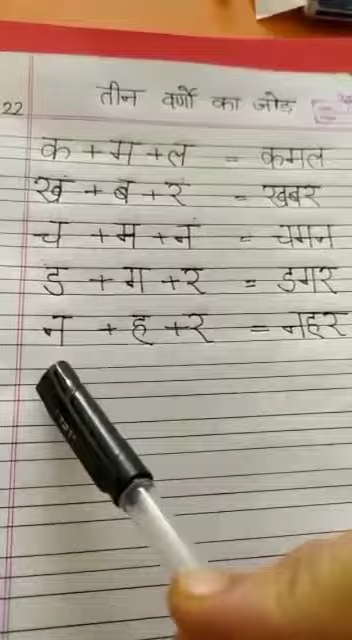 22 तीन वर्णों का जोड़
क + म + ल = कमल
ख + ब + र = खबर
च + म + न = चमन
ड + ग + र = डगर
न + ह + र = नहर